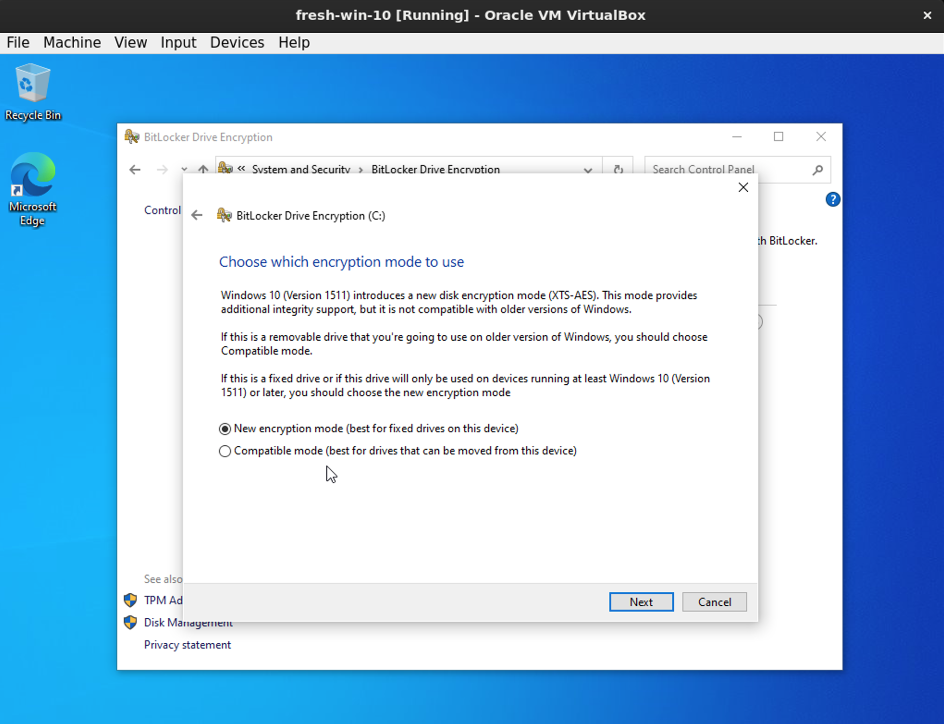 fresh-win-10 [Running] - Oracle VM VirtualBox
File Machine View Input Devices Help
Recycle Bin
Microsoft
Edge
BitLocker Drive Encryption
« System and Security › BitLocker Drive Encryption
Search Control Panel
Control
th BitLocker.
BitLocker Drive Encryption (C:)
Choose which encryption mode to use
Windows 10 (Version 1511) introduces a new disk encryption mode (XTS-AES). This mode provides
additional integrity support, but it is not compatible with older versions of Windows.
If this is a removable drive that you're going to use on older version of Windows, you should choose
Compatible mode.
If this is a fixed drive or if this drive will only be used on devices running at least Windows 10 (Version
1511) or later, you should choose the new encryption mode
New encryption mode (best for fixed drives on this device)
Compatible mode (best for drives that can be moved from this device)
Next
Cancel
See also
TPM Ad
Disk Management
Privacy statement